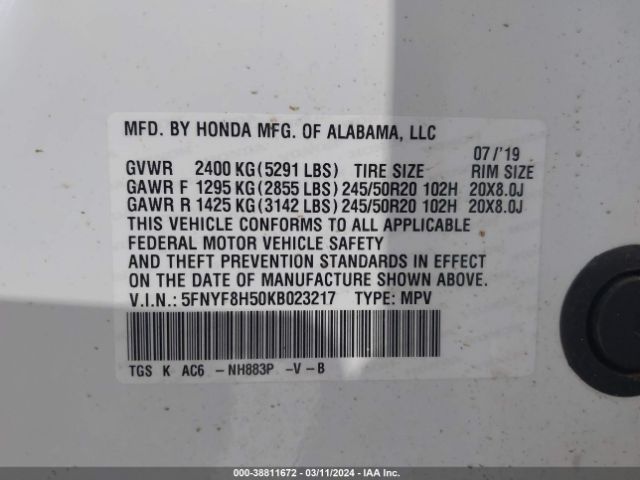 MFD. BY HONDA MFG. OF ALABAMA, LLC
07/'19
GVWR 2400 KG (5291 LBS) TIRE SIZE RIM SIZE
GAWR F 1295 KG (2855 LBS) 245/50R20 102H 20X8.0J
GAWR R 1425 KG (3142 LBS) 245/50R20 102H 20X8.0J
THIS VEHICLE CONFORMS TO ALL APPLICABLE
FEDERAL MOTOR VEHICLE SAFETY
AND THEFT PREVENTION STANDARDS IN EFFECT
ON THE DATE OF MANUFACTURE SHOWN ABOVE.
V.I.N.: 5FNYF8H50KB023217 TYPE: MPV
TGS K AC6 - NH883P -V-B
000-38811672 - 03/11/2024 - IAA Inc.